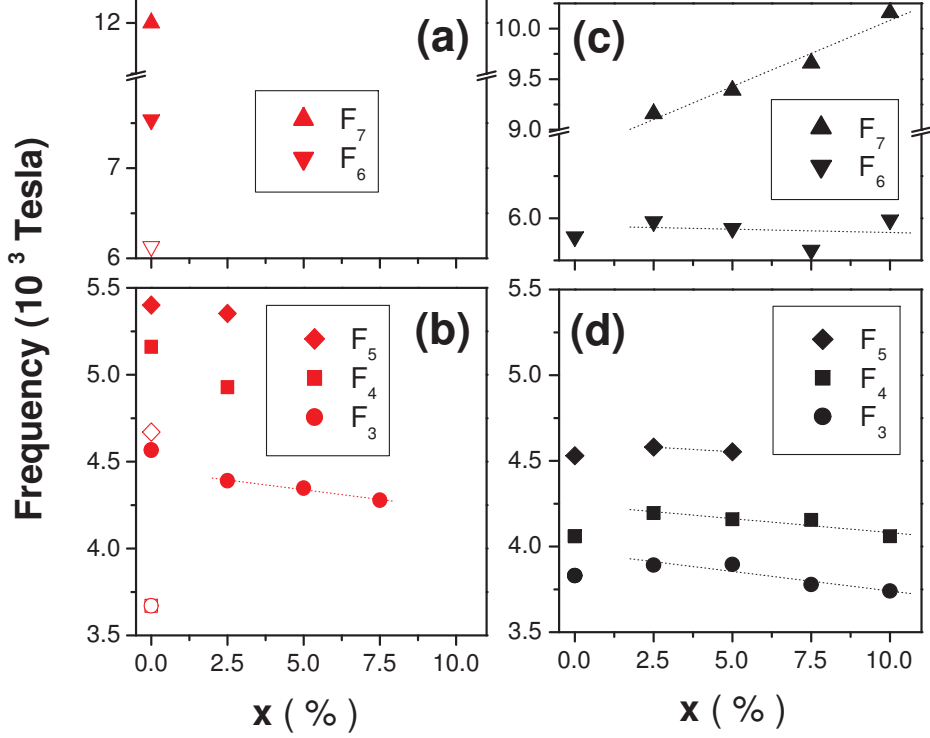 Frequency (10 3 Tesla)
12
7
6
(a)
F7
F6
10.0
9.5
9.0
6.0
(c)
F7
F6
5.5
5.0
4.5
4.0
3.5
(b)
F5
F4
F3
0.0 2.5 5.0 7.5 10.0
x ( % )
5.5
5.0
4.5
4.0
3.5
(d)
F5
F4
F3
0.0 2.5 5.0 7.5 10.0
x ( % )